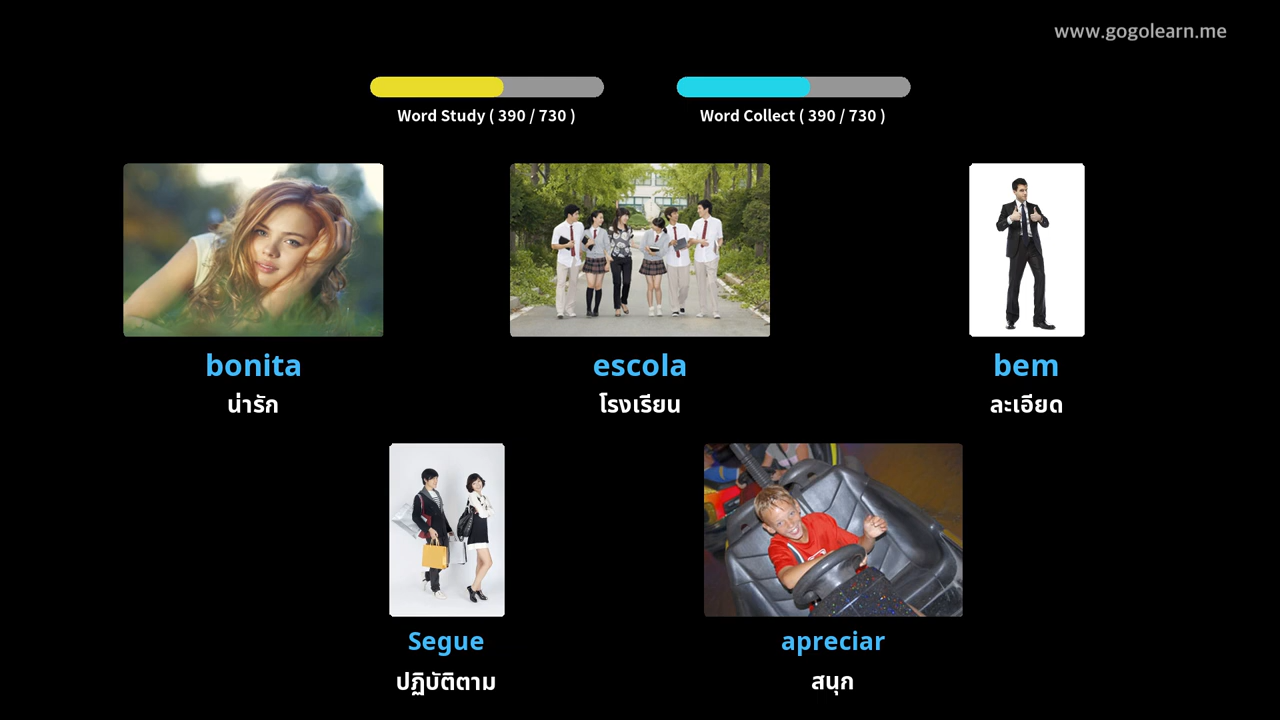 www.gogolearn.me
Word Study ( 390 / 730 )
Word Collect ( 390 / 730 )
bonita
น่ารัก
escola
โรงเรียน
bem
ละเอียด
Segue
ปฏิบัติตาม
apreciar
สนุก